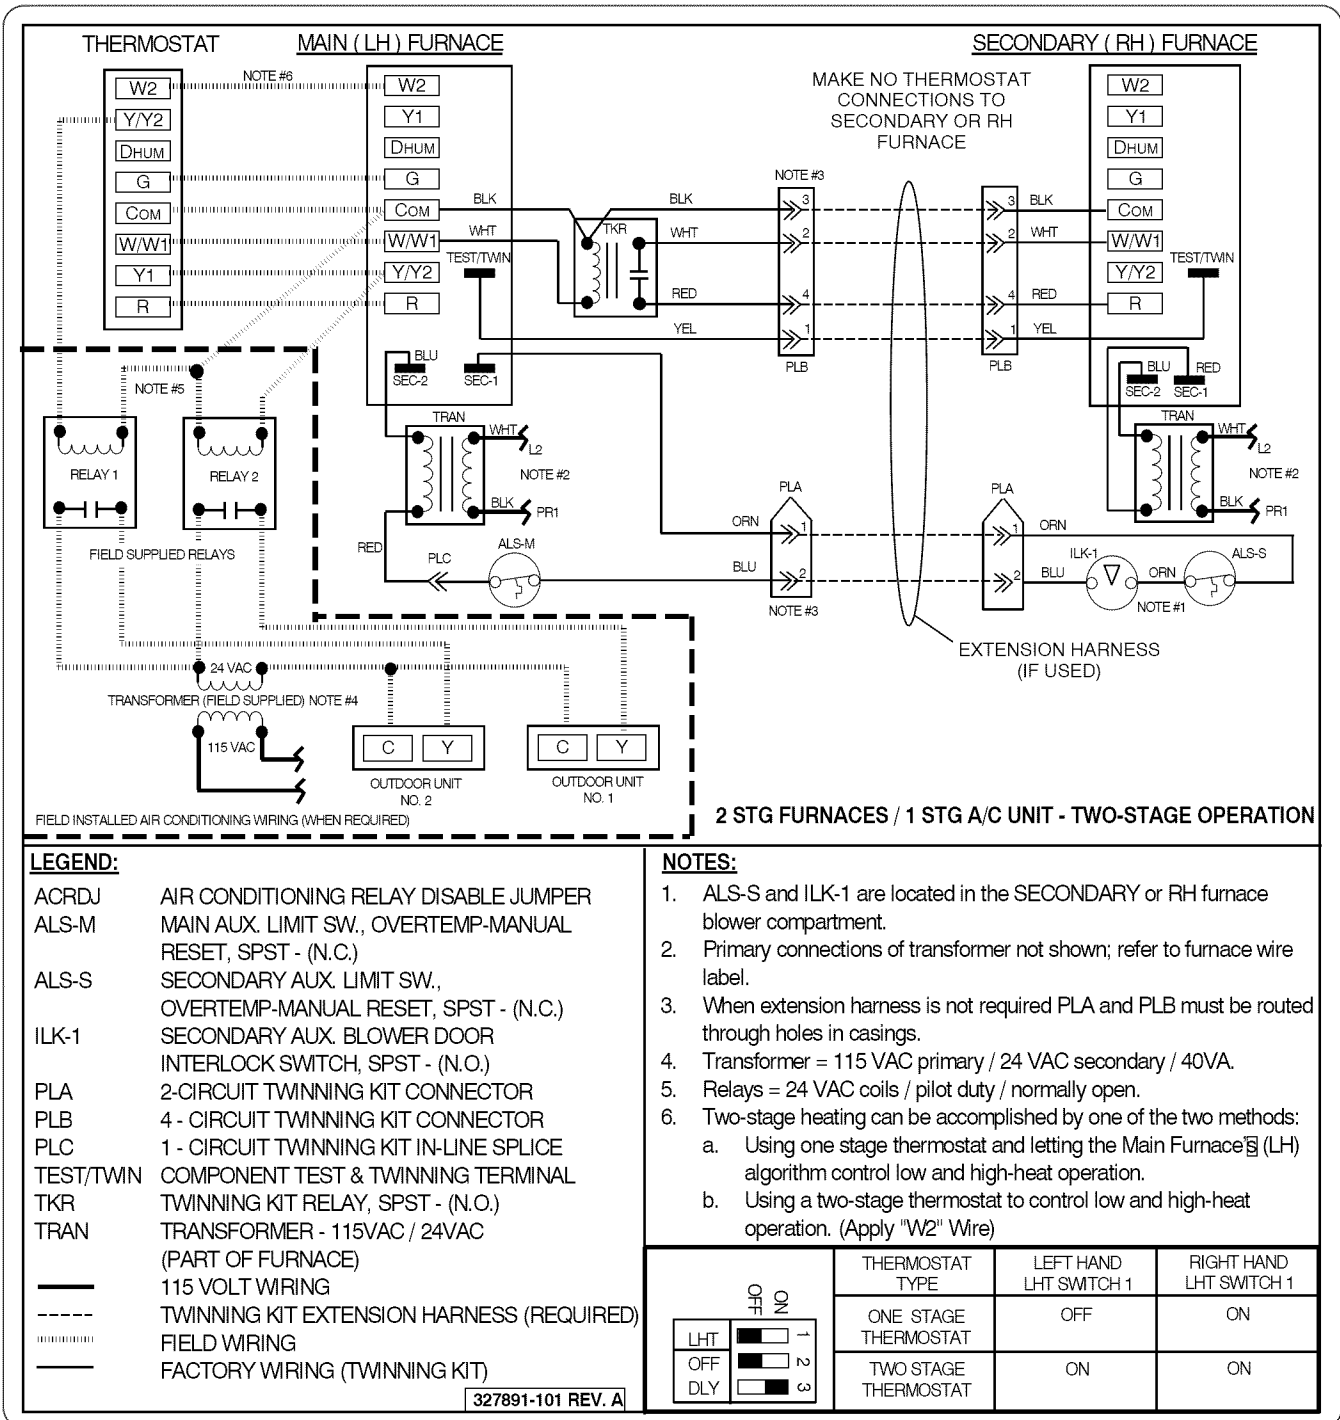 THERMOSTAT
MAIN ( LH ) FURNACE
SECONDARY ( RH ) FURNACE
W2
Y/Y2
DHUM
G
COM
W/W1
Y1
R
NOTE #6
W2
Y1
DHUM
G
COM
W/W1
Y/Y2
R
TEST/TWIN
BLU
SEC-2
SEC-1
BLK
WHT
TKR
BLK
WHT
RED
YEL
MAKE NO THERMOSTAT
CONNECTIONS TO
SECONDARY OR RH
FURNACE
NOTE #3
3
2
4
1
PLB
3
2
4
1
PLB
BLK
WHT
RED
YEL
W2
Y1
DHUM
G
COM
W/W1
Y/Y2
R
TEST/TWIN
BLU
RED
SEC-2
SEC-1
NOTE #5
RELAY 1
RELAY 2
FIELD SUPPLIED RELAYS
TRAN
WHT
L2
NOTE #2
BLK
PR1
RED
PLC
ALS-M
ORN
BLU
PLA
1
2
NOTE #3
PLA
1
2
ORN
BLU
ILK-1
ORN
ALS-S
NOTE #1
TRAN
WHT
L2
NOTE #2
BLK
PR1
EXTENSION HARNESS
(IF USED)
24 VAC
TRANSFORMER (FIELD SUPPLIED) NOTE #4
115 VAC
C
Y
OUTDOOR UNIT
NO. 2
C
Y
OUTDOOR UNIT
NO. 1
FIELD INSTALLED AIR CONDITIONING WIRING (WHEN REQUIRED)
2 STG FURNACES / 1 STG A/C UNIT - TWO-STAGE OPERATION
LEGEND:
ACRDJ AIR CONDITIONING RELAY DISABLE JUMPER
ALS-M MAIN AUX. LIMIT SW., OVERTEMP-MANUAL
RESET, SPST - (N.C.)
ALS-S SECONDARY AUX. LIMIT SW.,
OVERTEMP-MANUAL RESET, SPST - (N.C.)
ILK-1 SECONDARY AUX. BLOWER DOOR
INTERLOCK SWITCH, SPST - (N.O.)
PLA 2-CIRCUIT TWINNING KIT CONNECTOR
PLB 4 - CIRCUIT TWINNING KIT CONNECTOR
PLC 1 - CIRCUIT TWINNING KIT IN-LINE SPLICE
TEST/TWIN COMPONENT TEST & TWINNING TERMINAL
TKR TWINNING KIT RELAY, SPST - (N.O.)
TRAN TRANSFORMER - 115VAC / 24VAC
(PART OF FURNACE)
115 VOLT WIRING
TWINNING KIT EXTENSION HARNESS (REQUIRED)
FIELD WIRING
FACTORY WIRING (TWINNING KIT)
327891-101 REV. A
NOTES:
1. ALS-S and ILK-1 are located in the SECONDARY or RH furnace
blower compartment.
2. Primary connections of transformer not shown; refer to furnace wire
label.
3. When extension harness is not required PLA and PLB must be routed
through holes in casings.
4. Transformer = 115 VAC primary / 24 VAC secondary / 40VA.
5. Relays = 24 VAC coils / pilot duty / normally open.
6. Two-stage heating can be accomplished by one of the two methods:
a. Using one stage thermostat and letting the Main Furnace's (LH)
algorithm control low and high-heat operation.
b. Using a two-stage thermostat to control low and high-heat
operation. (Apply "W2" Wire)
OFF
ON
LHT 1
OFF 2
DLY 3
THERMOSTAT
TYPE
LEFT HAND
LHT SWITCH 1
RIGHT HAND
LHT SWITCH 1
ONE STAGE
THERMOSTAT
OFF
ON
TWO STAGE
THERMOSTAT
ON
ON